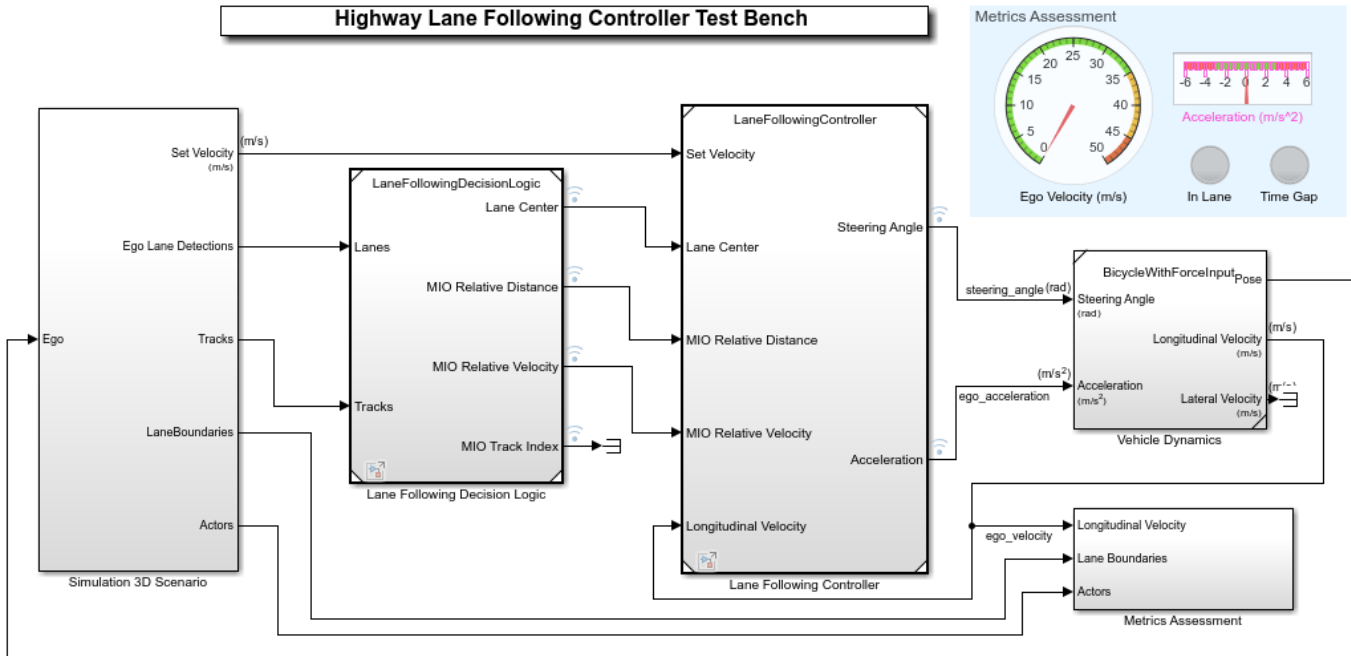 Highway Lane Following Controller Test Bench
Metrics Assessment
0
5
10
15
20
25
30
35
40
45
50
Ego Velocity (m/s)
-6 -4 -2 0 2 4 6
Acceleration (m/s^2)
In Lane
Time Gap
Set Velocity
(m/s)
Ego Lane Detections
Ego
Tracks
LaneBoundaries
Actors
Simulation 3D Scenario
(m/s)
LaneFollowingDecisionLogic
Lane Center
Lanes
MIO Relative Distance
MIO Relative Velocity
Tracks
MIO Track Index
Lane Following Decision Logic
LaneFollowingController
Set Velocity
Steering Angle
Lane Center
MIO Relative Distance
MIO Relative Velocity
Acceleration
Longitudinal Velocity
Lane Following Controller
steering_angle
(rad)
(m/s²)
ego_acceleration
BicycleWithForceInput
Pose
Steering Angle
(rad)
Longitudinal Velocity
(m/s)
Acceleration
(m/s²)
Lateral Velocity
(m/s)
Vehicle Dynamics
(m/s)
ego_velocity
Longitudinal Velocity
Lane Boundaries
Actors
Metrics Assessment